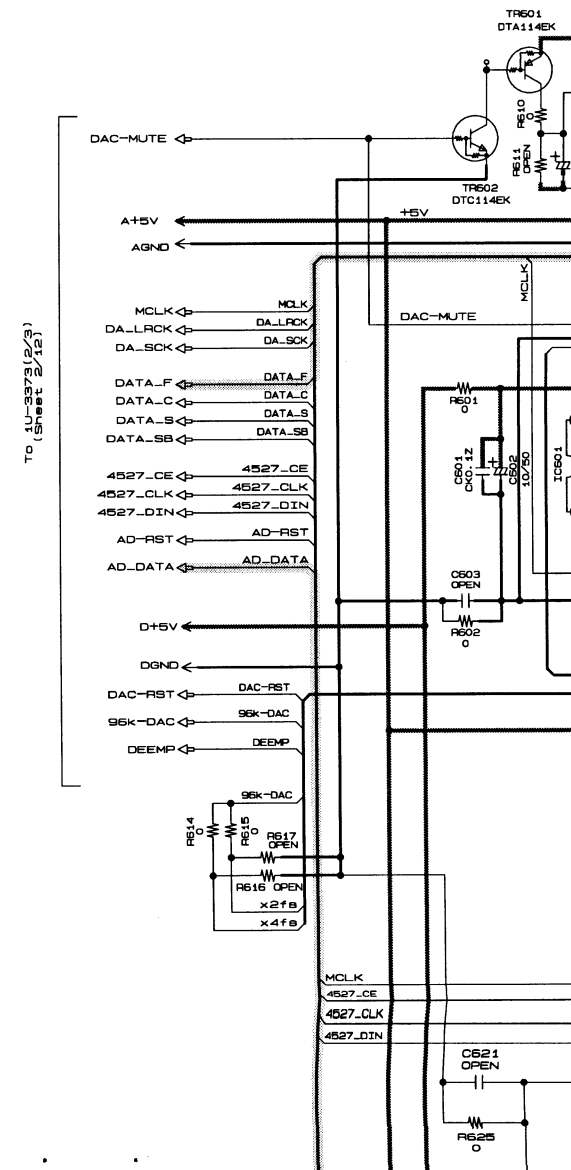 TR601
DTA114EK
R610
0
R611
OPEN
+
DAC-MUTE
TR602
DTC114EK
A+5V
+5V
AGND
MCLK
MCLK
MCLK
DA_LRCK
DA_LRCK
DA_SCK
DA_SCK
DAC-MUTE
To 1U-3373(2/3)
(Sheet 2/12)
DATA_F
DATA_F
DATA_C
DATA_C
DATA_S
DATA_S
DATA_SB
DATA_SB
R601
0
C601
CK0.1Z
+
C602
10/50
IC601
4527_CE
4527_CE
4527_CLK
4527_CLK
4527_DIN
4527_DIN
AD-RST
AD-RST
AD_DATA
AD_DATA
C603
OPEN
R602
0
D+5V
DGND
DAC-RST
DAC-RST
96k-DAC
96k-DAC
DEEMP
DEEMP
96k-DAC
R614
0
R615
0
R617
OPEN
R616 OPEN
x2fs
x4fs
MCLK
4527_CE
4527_CLK
4527_DIN
C621
OPEN
R625
0